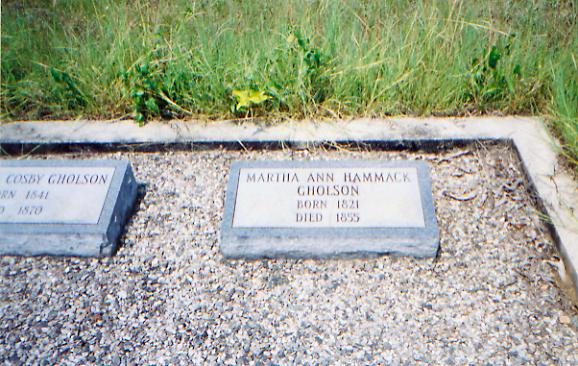 COSBY GHOLSON
RN 1841
D 1870
MARTHA ANN HAMMACK
GHOLSON
BORN 1821
DIED 1855